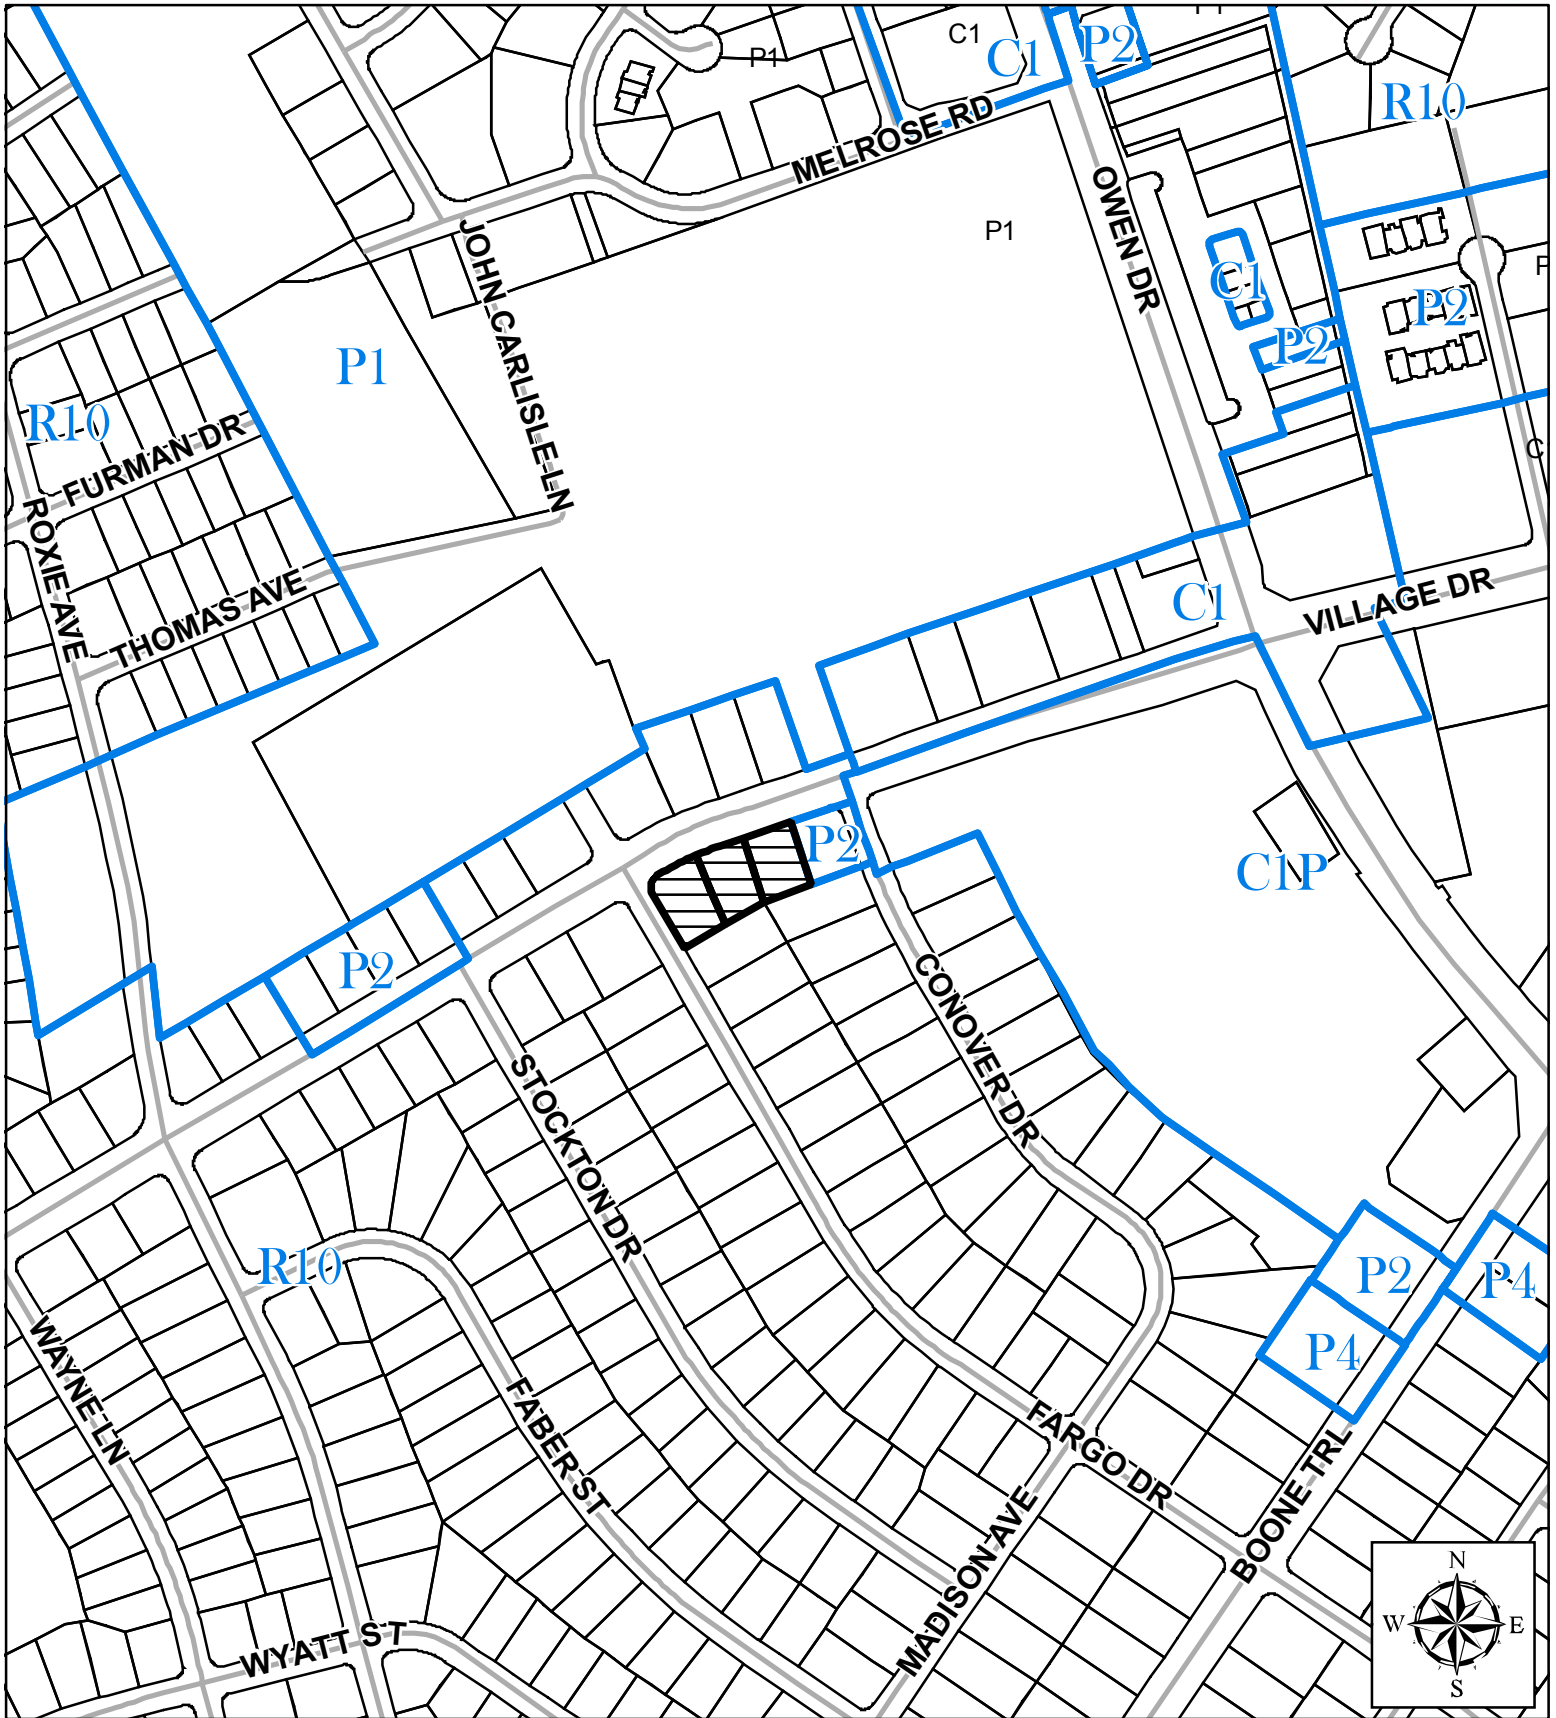 P1
C1
P1
C1
P2
R10
MELROSE RD
OWEN DR
P1
JOHN CARLISLE LN
C1
P
P2
P2
P1
R10
FURMAN DR
C
ROXIE AVE
THOMAS AVE
C1
VILLAGE DR
P2
C1P
P2
CONOVER DR
STOCKTON DR
R10
P2
P4
P4
WAYNE LN
FABER ST
FARGO DR
BOONE TRL
MADISON AVE
WYATT ST
N
W
E
S